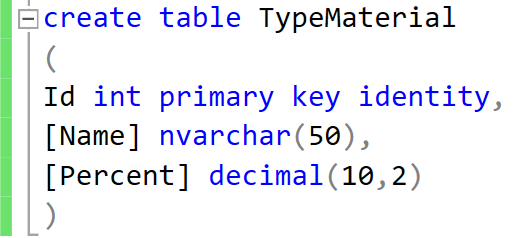 create table TypeMaterial
(
Id int primary key identity,
[Name] nvarchar(50),
[Percent] decimal(10,2)
)